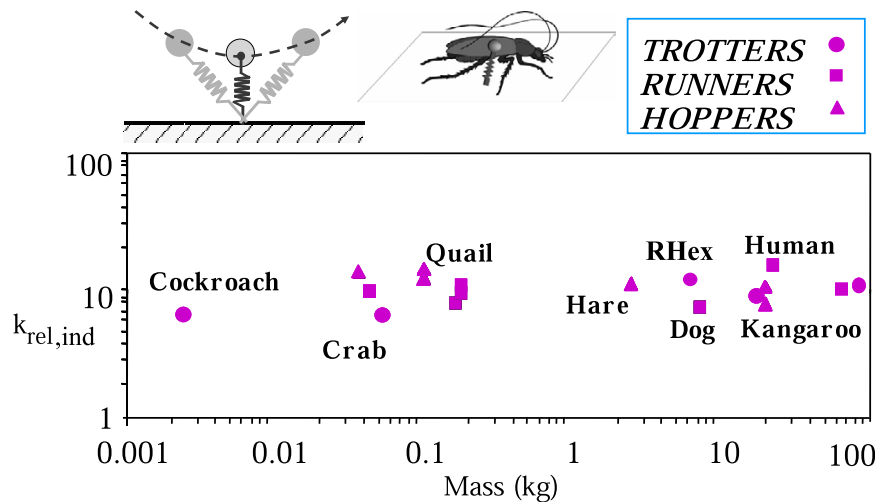 TROTTERS
RUNNERS
HOPPERS
100
10
1
k rel,ind
Cockroach
Crab
Quail
Hare
RHex
Dog
Human
Kangaroo
0.001
0.01
0.1
1
10
100
Mass (kg)